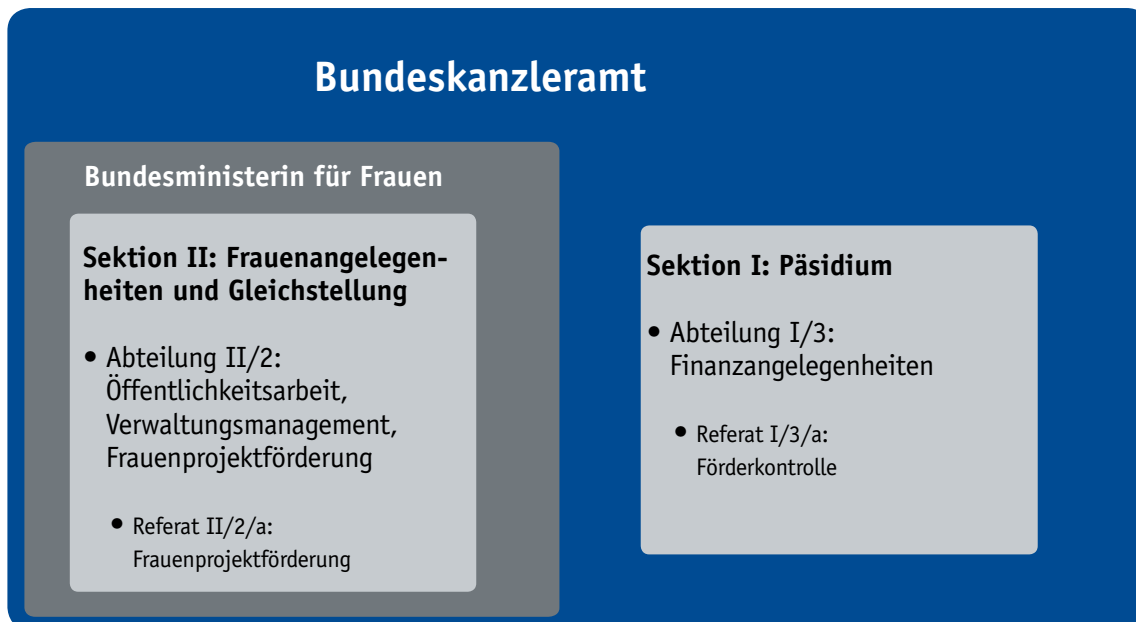 Bundeskanzleramt
Bundesministerin für Frauen
Sektion II: Frauenangelegen-
heiten und Gleichstellung
• Abteilung II/2:
Öffentlichkeitsarbeit,
Verwaltungsmanagement,
Frauenprojektförderung
• Referat II/2/a:
Frauenprojektförderung
Sektion I: Päsidium
• Abteilung I/3:
Finanzangelegenheiten
• Referat I/3/a:
Förderkontrolle